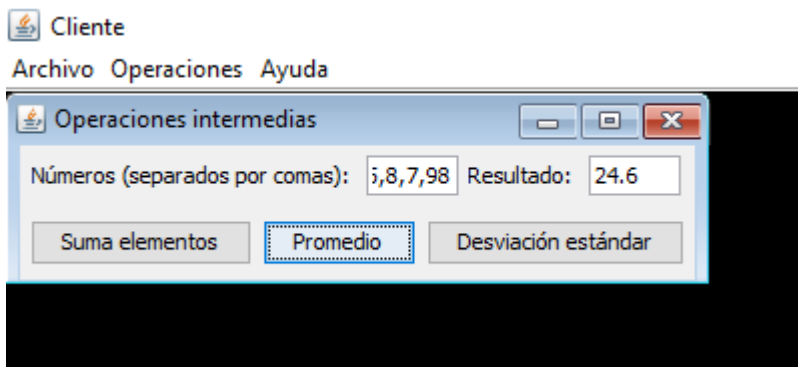 Cliente
Archivo Operaciones Ayuda
Operaciones intermedias
Números (separados por comas): ,8,7,98 Resultado: 24.6
Suma elementos Promedio Desviación estándar